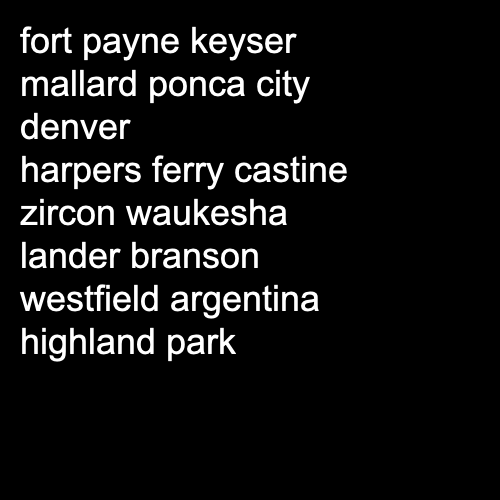 fort payne keyser
mallard ponca city
denver
harpers ferry castine
zircon waukesha
lander branson
westfield argentina
highland park